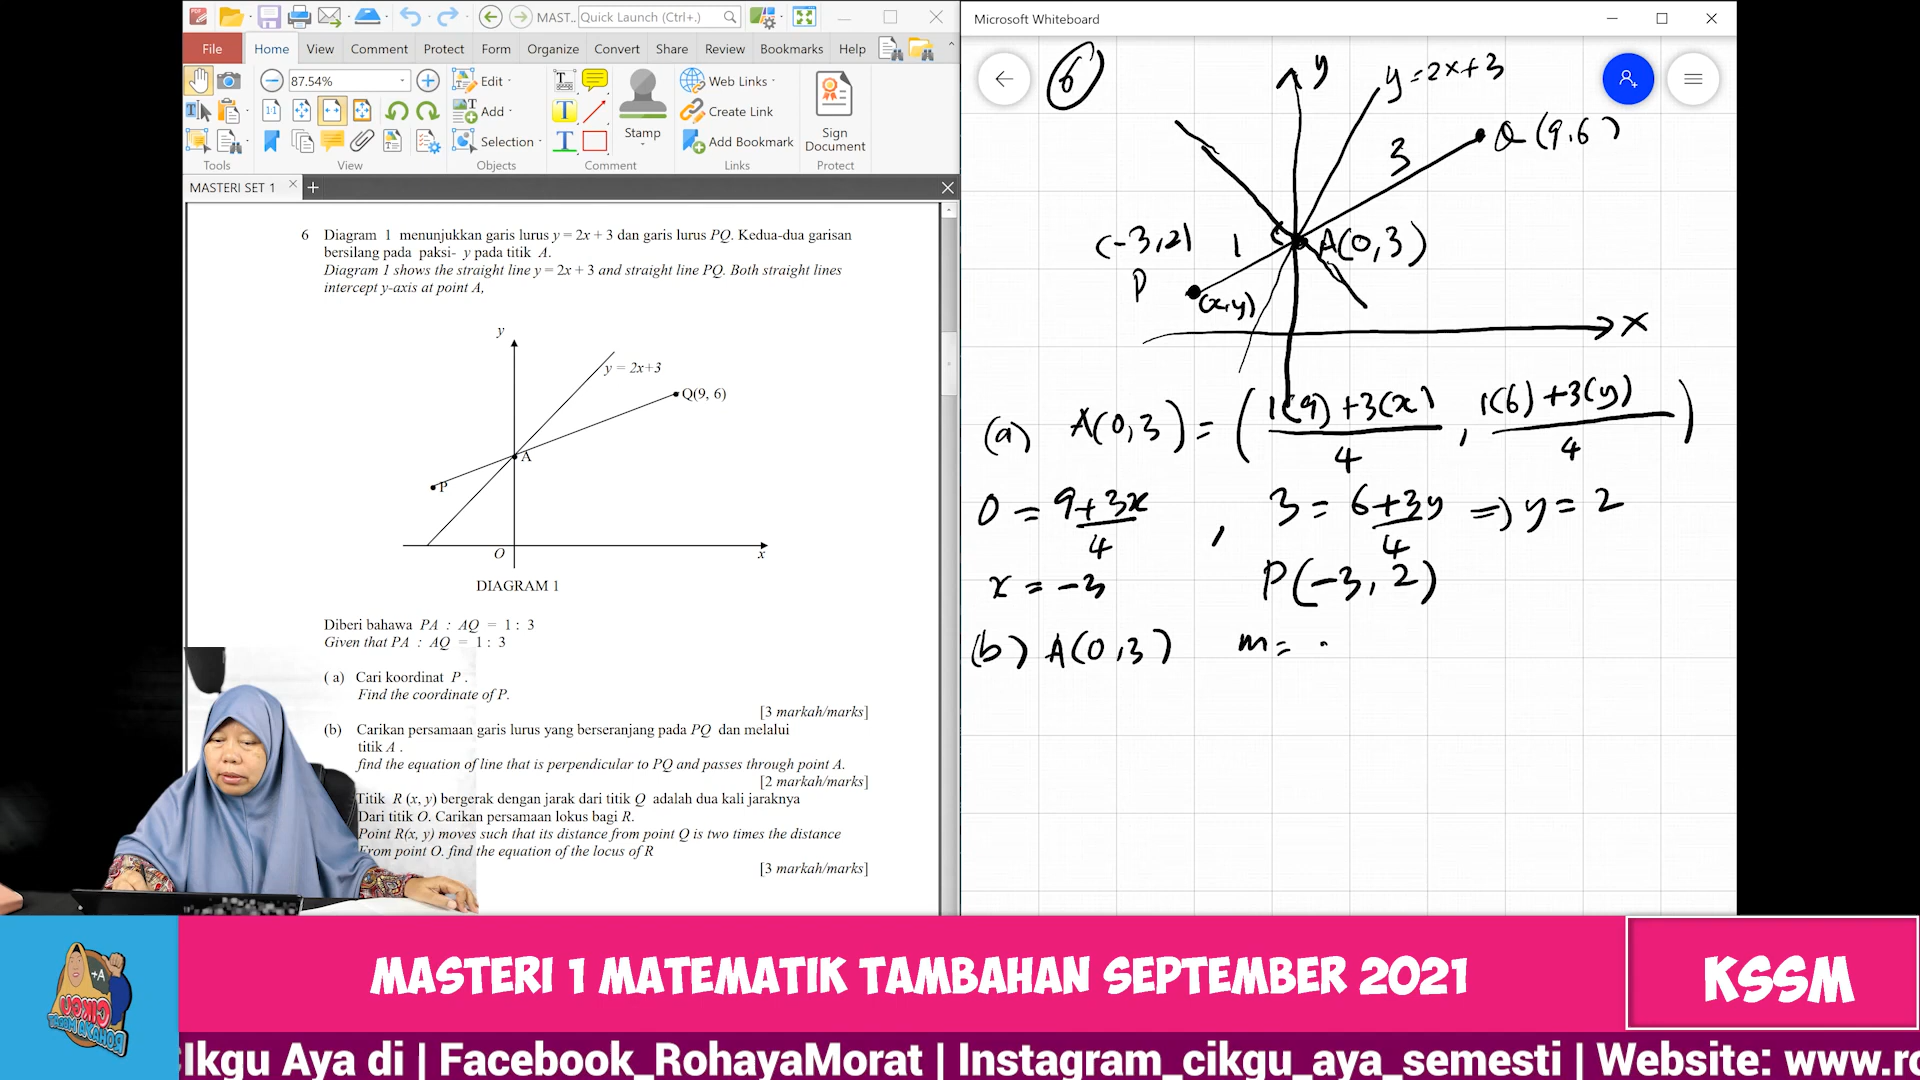 MAST..
Quick Launch (Ctrl+.)
File Home View Comment Protect Form Organize Convert Share Review Bookmarks Help
87.54%
Edit
Add
Selection
Stamp
Web Links
Create Link
Add Bookmark
Sign
Document
Tools View Objects Comment Links Protect
MASTERI SET 1
6 Diagram 1 menunjukkan garis lurus y = 2x + 3 dan garis lurus PQ. Kedua-dua garisan
bersilang pada paksi- y pada titik A.
Diagram 1 shows the straight line y = 2x + 3 and straight line PQ. Both straight lines
intercept y-axis at point A,
y
y = 2x+3
Q(9, 6)
A
P
O
x
DIAGRAM 1
Diberi bahawa PA : AQ = 1 : 3
Given that PA : AQ = 1 : 3
( a) Cari koordinat P .
Find the coordinate of P.
[3 markah/marks]
(b) Carikan persamaan garis lurus yang berseranjang pada PQ dan melalui
titik A .
find the equation of line that is perpendicular to PQ and passes through point A.
[2 markah/marks]
Titik R (x, y) bergerak dengan jarak dari titik Q adalah dua kali jaraknya
Dari titik O. Carikan persamaan lokus bagi R.
Point R(x, y) moves such that its distance from point Q is two times the distance
From point O. find the equation of the locus of R
[3 markah/marks]
Microsoft Whiteboard
6
y
y = 2x+3
Q (9,6)
3
(-3,2)
1
A(0,3)
P
(x,y)
x
(a) A(0,3) = ( 1(9) + 3(x) / 4 , 1(6) + 3(y) / 4 )
0 = 9+3x / 4 , 3 = 6+3y / 4 => y = 2
x = -3 P(-3, 2)
(b) A(0,3) m =
MASTERI 1 MATEMATIK TAMBAHAN SEPTEMBER 2021
KSSM
+A
CIKGU
ROHAYA MORAT
CIkgu Aya di | Facebook_RohayaMorat | Instagram_cikgu_aya_semesti | Website: www.ro